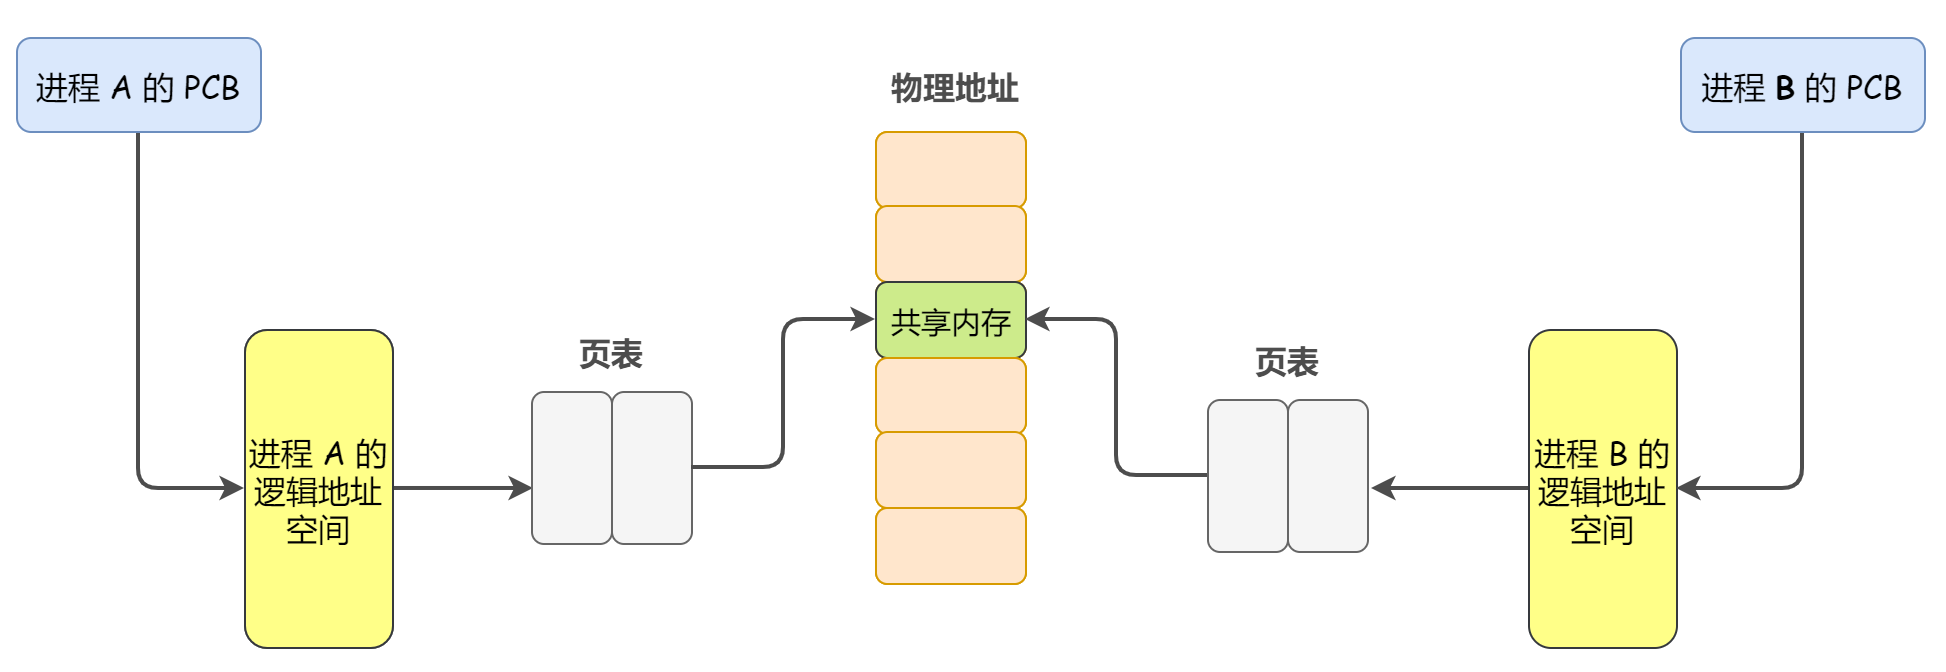 进程 A 的 PCB
物理地址
进程 B 的 PCB
共享内存
页表
页表
进程 A 的
逻辑地址
空间
进程 B 的
逻辑地址
空间